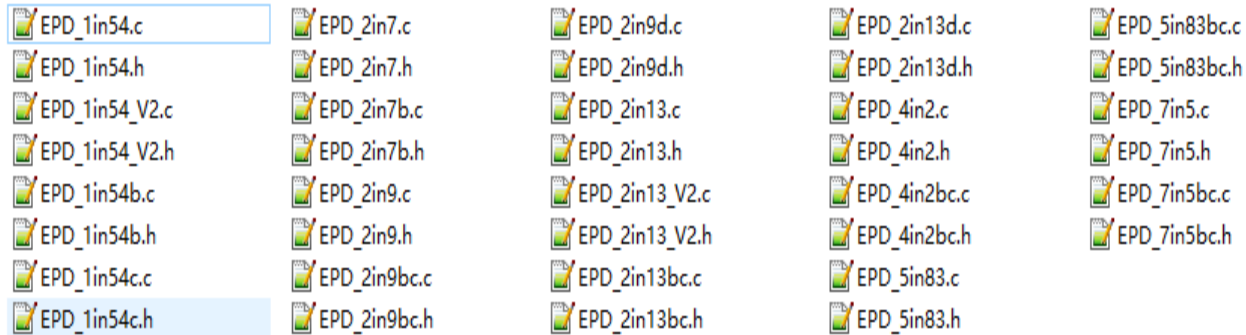 EPD_1in54.c
EPD_1in54.h
EPD_1in54_V2.c
EPD_1in54_V2.h
EPD_1in54b.c
EPD_1in54b.h
EPD_1in54c.c
EPD_1in54c.h
EPD_2in7.c
EPD_2in7.h
EPD_2in7b.c
EPD_2in7b.h
EPD_2in9.c
EPD_2in9.h
EPD_2in9bc.c
EPD_2in9bc.h
EPD_2in9d.c
EPD_2in9d.h
EPD_2in13.c
EPD_2in13.h
EPD_2in13_V2.c
EPD_2in13_V2.h
EPD_2in13bc.c
EPD_2in13bc.h
EPD_2in13d.c
EPD_2in13d.h
EPD_4in2.c
EPD_4in2.h
EPD_4in2bc.c
EPD_4in2bc.h
EPD_5in83.c
EPD_5in83.h
EPD_5in83bc.c
EPD_5in83bc.h
EPD_7in5.c
EPD_7in5.h
EPD_7in5bc.c
EPD_7in5bc.h